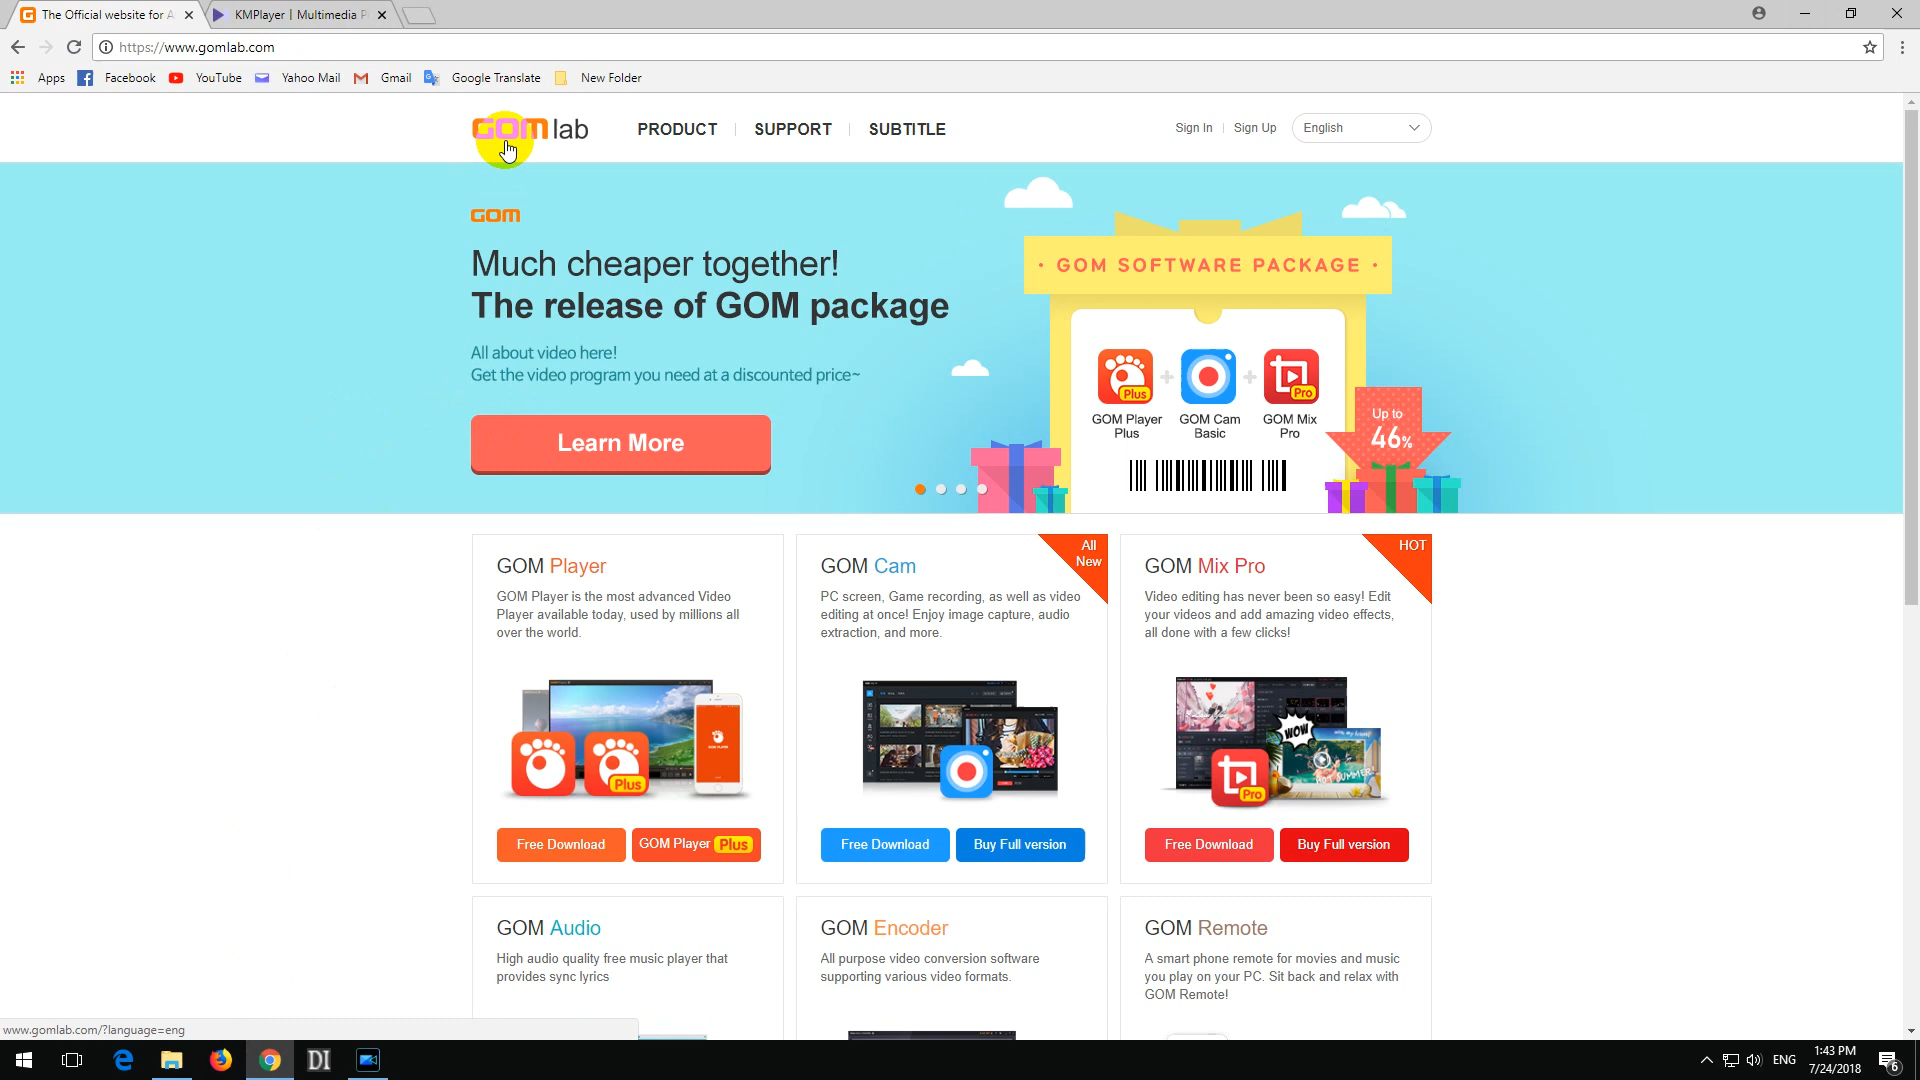 The Official website for A
KMPlayer | Multimedia P
https://www.gomlab.com
Apps
Facebook
YouTube
Yahoo Mail
Gmail
Google Translate
New Folder
GOM lab
PRODUCT
SUPPORT
SUBTITLE
Sign In
Sign Up
English
GOM
Much cheaper together!
The release of GOM package
All about video here!
Get the video program you need at a discounted price~
Learn More
• GOM SOFTWARE PACKAGE •
Plus
Pro
GOM Player
Plus
GOM Cam
Basic
GOM Mix
Pro
Up to
46%
GOM Player
GOM Player is the most advanced Video
Player available today, used by millions all
over the world.
Plus
GOM PLAYER
Free Download
GOM Player Plus
GOM Cam
All
New
PC screen, Game recording, as well as video
editing at once! Enjoy image capture, audio
extraction, and more.
Free Download
Buy Full version
GOM Mix Pro
HOT
Video editing has never been so easy! Edit
your videos and add amazing video effects,
all done with a few clicks!
WOW
Pro
SUMMER!
Free Download
Buy Full version
GOM Audio
High audio quality free music player that
provides sync lyrics
GOM Encoder
All purpose video conversion software
supporting various video formats.
GOM Remote
A smart phone remote for movies and music
you play on your PC. Sit back and relax with
GOM Remote!
www.gomlab.com/?language=eng
DI
ENG
1:43 PM
7/24/2018
6